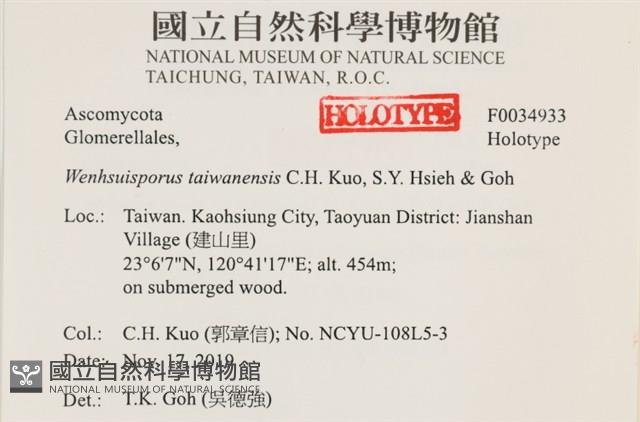 國立自然科學博物館
NATIONAL MUSEUM OF NATURAL SCIENCE
TAICHUNG, TAIWAN, R.O.C.
Ascomycota
HOLOTYPE
F0034933
Glomerellales,
Holotype
Wenhsuisporus taiwanensis C.H. Kuo, S.Y. Hsieh & Goh
Loc.: Taiwan. Kaohsiung City, Taoyuan District: Jianshan
Village (建山里)
23°6'7"N, 120°41'17"E; alt. 454m;
on submerged wood.
Col.: C.H. Kuo (郭章信); No. NCYU-108L5-3
Date: Nov. 17, 2019
國立自然科學博物館
NATIONAL MUSEUM OF NATURAL SCIENCE
Det.: T.K. Goh (吳德強)